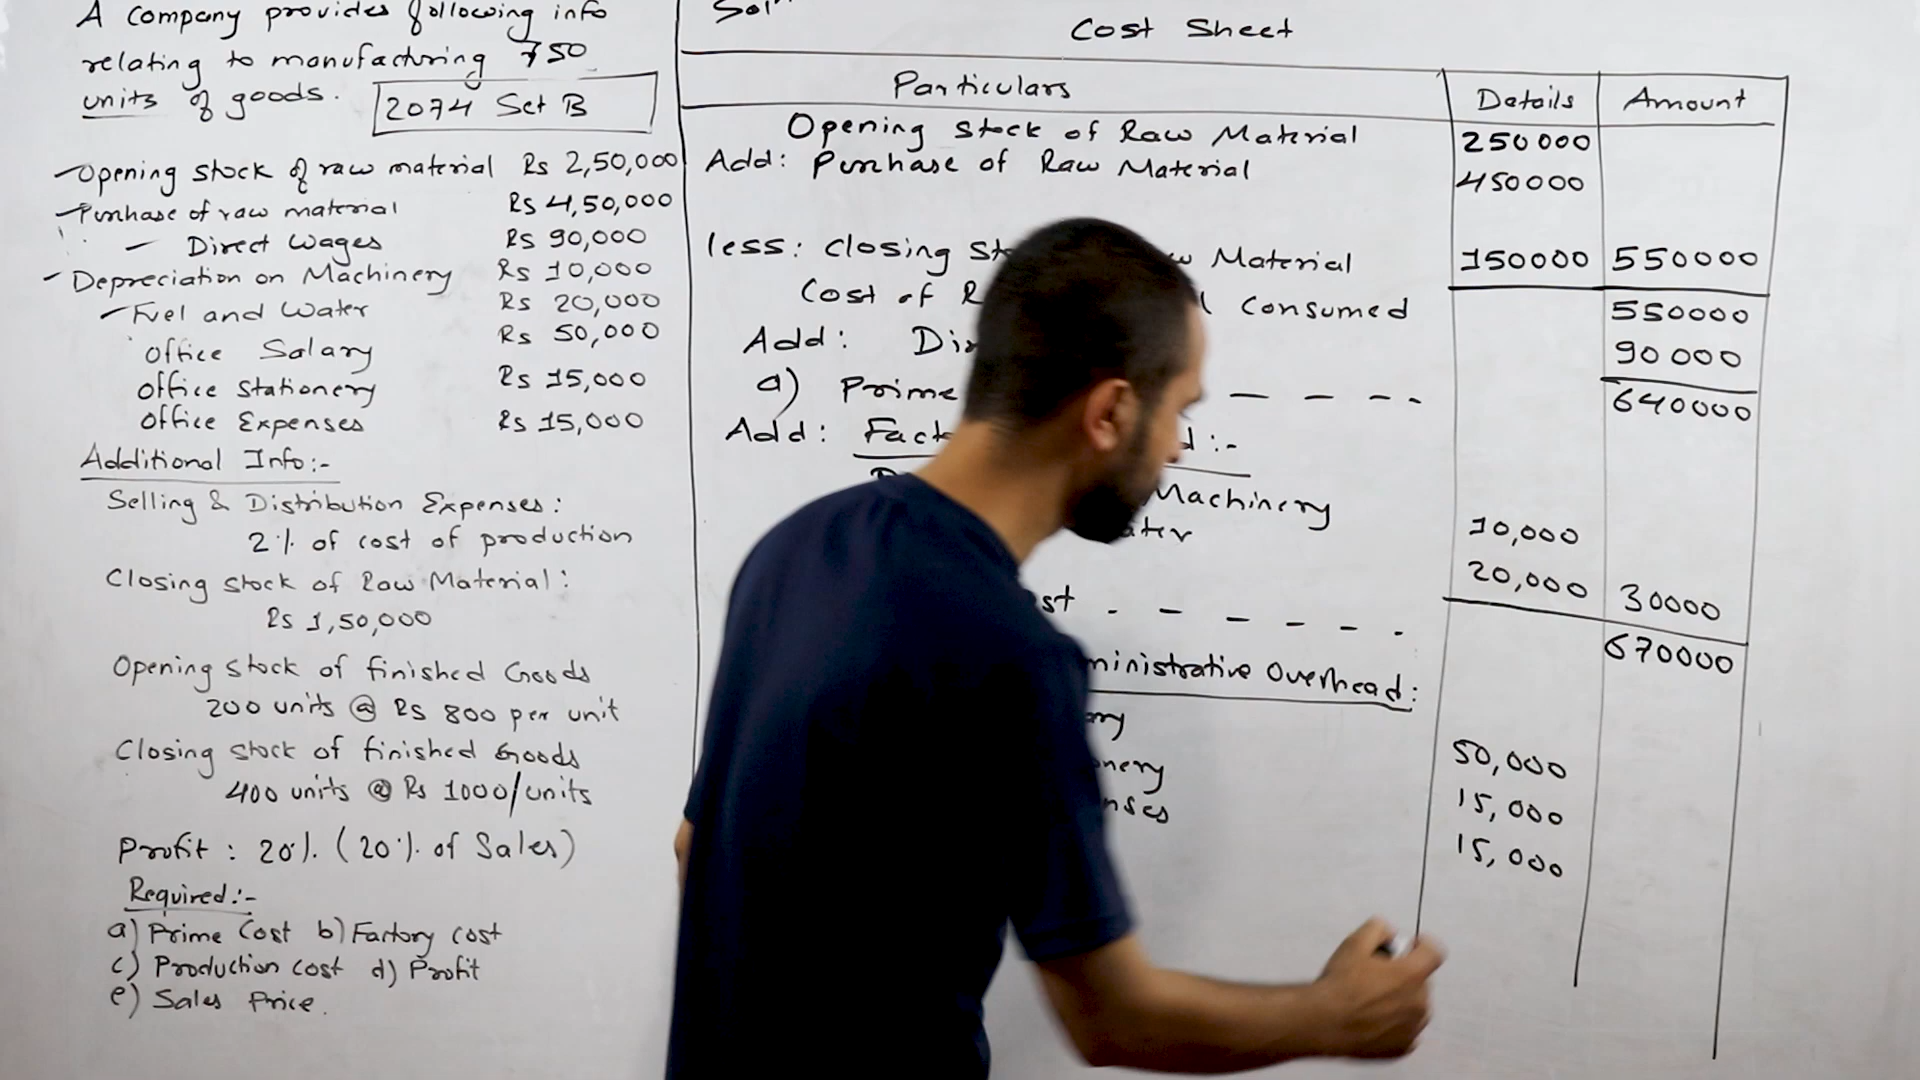 A Company provides following info
relating to manufacturing 750
units of goods.
2074 Set B
Opening stock of raw material Rs 2,50,000
Purchase of raw material Rs 4,50,000
Direct Wages Rs 90,000
Depreciation on Machinery Rs 10,000
Fuel and Water Rs 20,000
Office Salary Rs 50,000
Office Stationery Rs 15,000
Office Expenses Rs 15,000
Additional Info:-
Selling & Distribution Expenses:
2% of cost of production
Closing stock of Raw Material:
Rs 1,50,000
Opening stock of finished Goods
200 units @ Rs 800 per unit
Closing stock of finished Goods
400 units @ Rs 1000/units
Profit : 20%. (20%. of Sales)
Required:-
a) Prime Cost b) Factory cost
c) Production cost d) Profit
e) Sales Price.
Soln
Cost Sheet
Particulars Details Amount
Opening stock of Raw Material 250000
Add: Purchase of Raw Material 450000
less: Closing Material 150000 550000
Cost of Consumed 550000
Add: 90000
a) Prime - - - - 640000
Add: :-
Machinery 10,000
20,000 30000
- - - - - - 670000
Overhead:
50,000
15,000
15,000